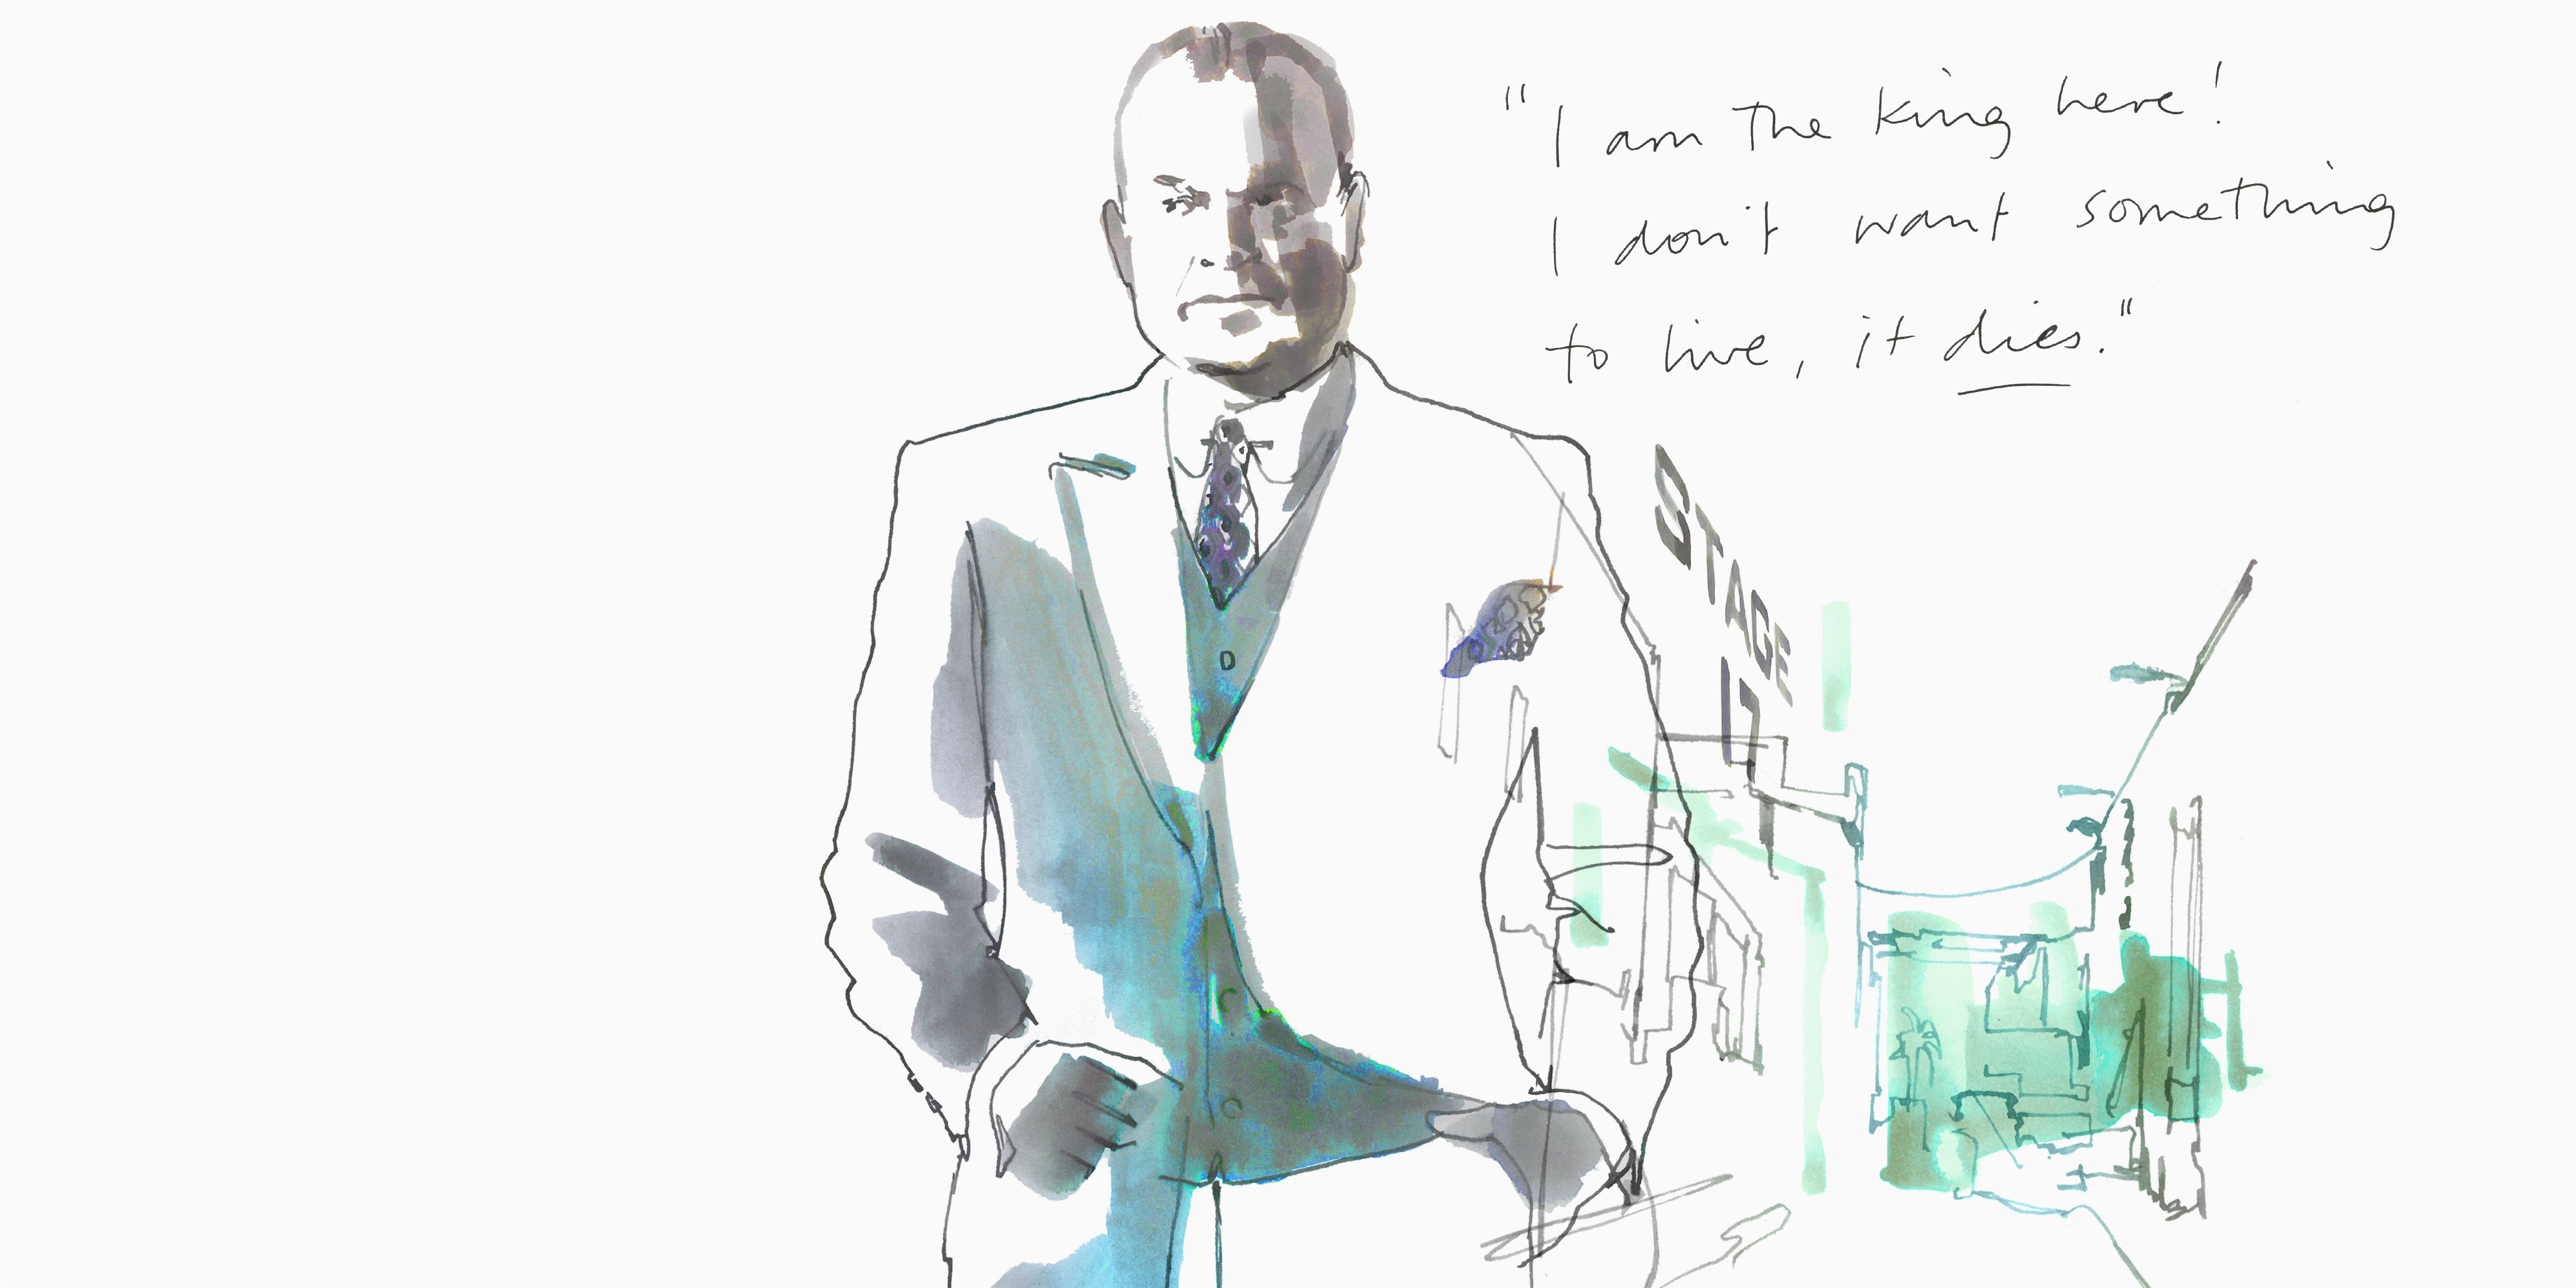 "I am The king here!
I don't want something
to live, it dies."
STAGE
17